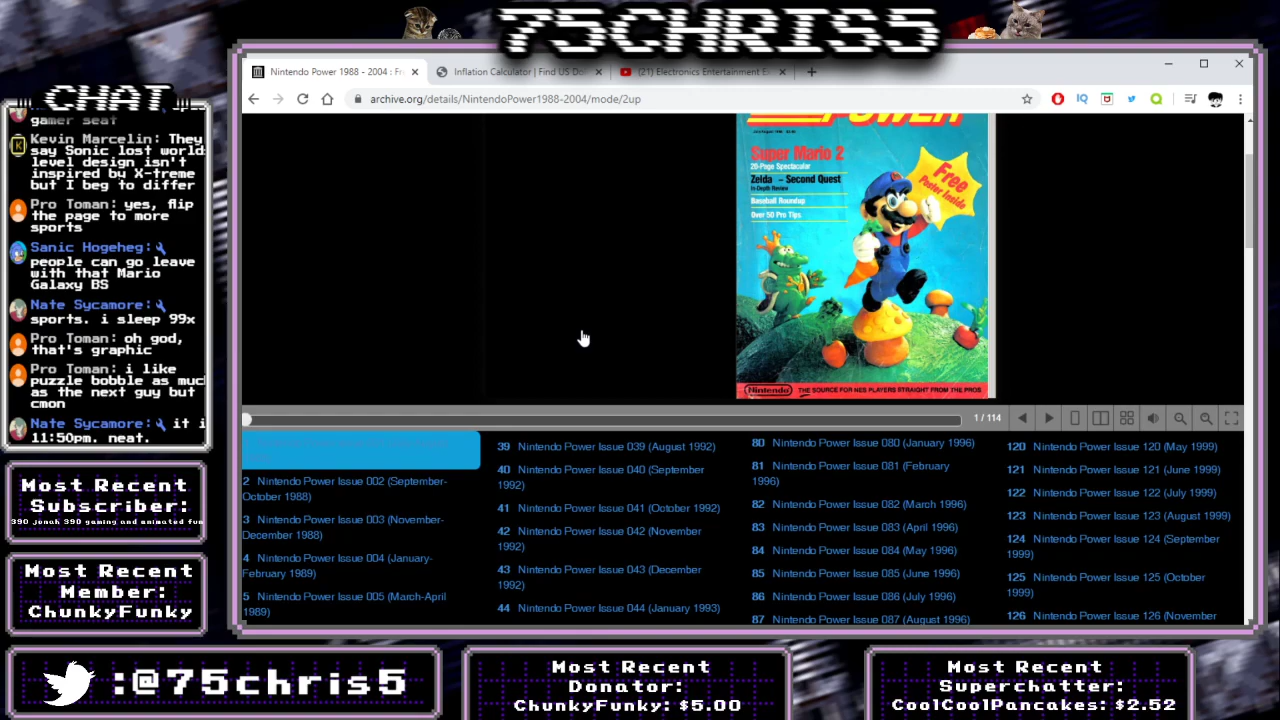 75CHRIS5
Nintendo Power 1988 - 2004 : Fr
Inflation Calculator | Find US Do
(21) Electronics Entertainment E
archive.org/details/NintendoPower1988-2004/mode/2up
CHAT
gamer seat
Kevin Marcelin: They
say Sonic lost world
level design isn't
inspired by X-treme
but I beg to differ
Pro Toman: yes, flip
the page to more
sports
Sanic Hogeheg:
people can go leave
with that Mario
Galaxy BS
Nate Sycamore:
sports. i sleep 99x
Pro Toman: oh god,
that's graphic
Pro Toman: i like
puzzle bobble as much
as the next guy but
cmon
Nate Sycamore: it i
11:50pm. neat.
POWER
Super Mario 2
20-Page Spectacular
Zelda – Second Quest
In-Depth Review
Baseball Roundup
Over 50 Pro Tips
Free
Poster Inside
Nintendo THE SOURCE FOR NES PLAYERS STRAIGHT FROM THE PROS
1 / 114
2 Nintendo Power Issue 002 (September-
October 1988)
3 Nintendo Power Issue 003 (November-
December 1988)
4 Nintendo Power Issue 004 (January-
February 1989)
5 Nintendo Power Issue 005 (March-April
1989)
39 Nintendo Power Issue 039 (August 1992)
40 Nintendo Power Issue 040 (September
1992)
41 Nintendo Power Issue 041 (October 1992)
42 Nintendo Power Issue 042 (November
1992)
43 Nintendo Power Issue 043 (December
1992)
44 Nintendo Power Issue 044 (January 1993)
80 Nintendo Power Issue 080 (January 1996)
81 Nintendo Power Issue 081 (February
1996)
82 Nintendo Power Issue 082 (March 1996)
83 Nintendo Power Issue 083 (April 1996)
84 Nintendo Power Issue 084 (May 1996)
85 Nintendo Power Issue 085 (June 1996)
86 Nintendo Power Issue 086 (July 1996)
87 Nintendo Power Issue 087 (August 1996)
120 Nintendo Power Issue 120 (May 1999)
121 Nintendo Power Issue 121 (June 1999)
122 Nintendo Power Issue 122 (July 1999)
123 Nintendo Power Issue 123 (August 1999)
124 Nintendo Power Issue 124 (September
1999)
125 Nintendo Power Issue 125 (October
1999)
126 Nintendo Power Issue 126 (November
Most Recent
Subscriber:
390 jonah 390 gaming and animated fun
Most Recent
Member:
ChunkyFunky
:@75chris5
Most Recent
Donator:
ChunkyFunky: $5.00
Most Recent
Superchatter:
CoolCoolPancakes: $2.52